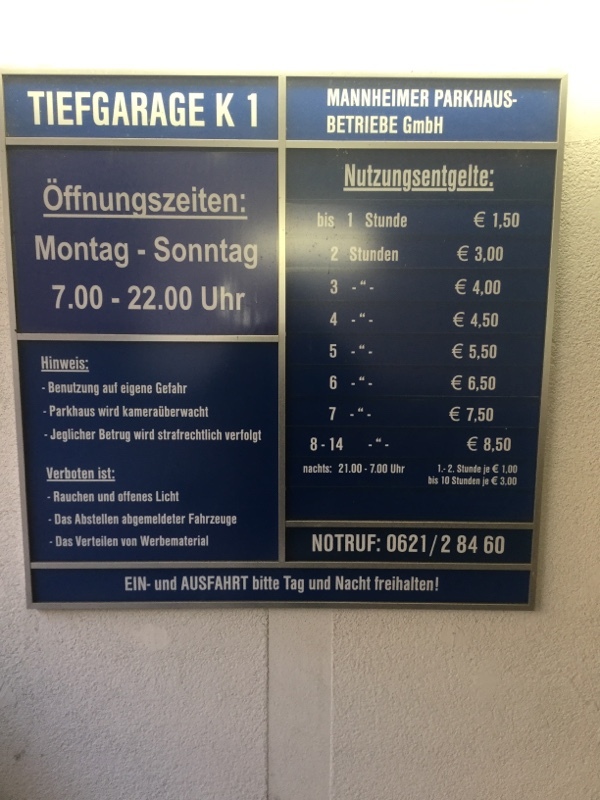 TIEFGARAGE K 1
MANNHEIMER PARKHAUS-
BETRIEBE GmbH
Öffnungszeiten:
Montag - Sonntag
7.00 - 22.00 Uhr
Hinweis:
- Benutzung auf eigene Gefahr
- Parkhaus wird kameraüberwacht
- Jeglicher Betrug wird strafrechtlich verfolgt
Verboten ist:
- Rauchen und offenes Licht
- Das Abstellen abgemeldeter Fahrzeuge
- Das Verteilen von Werbematerial
Nutzungsentgelte:
bis 1 Stunde € 1,50
2 Stunden € 3,00
3 -"- € 4,00
4 -"- € 4,50
5 -"- € 5,50
6 -"- € 6,50
7 -"- € 7,50
8 - 14 -"- € 8,50
nachts: 21.00 - 7.00 Uhr 1.- 2. Stunde je € 1,00
bis 10 Stunden je € 3,00
NOTRUF: 0621/2 84 60
EIN- und AUSFAHRT bitte Tag und Nacht freihalten!